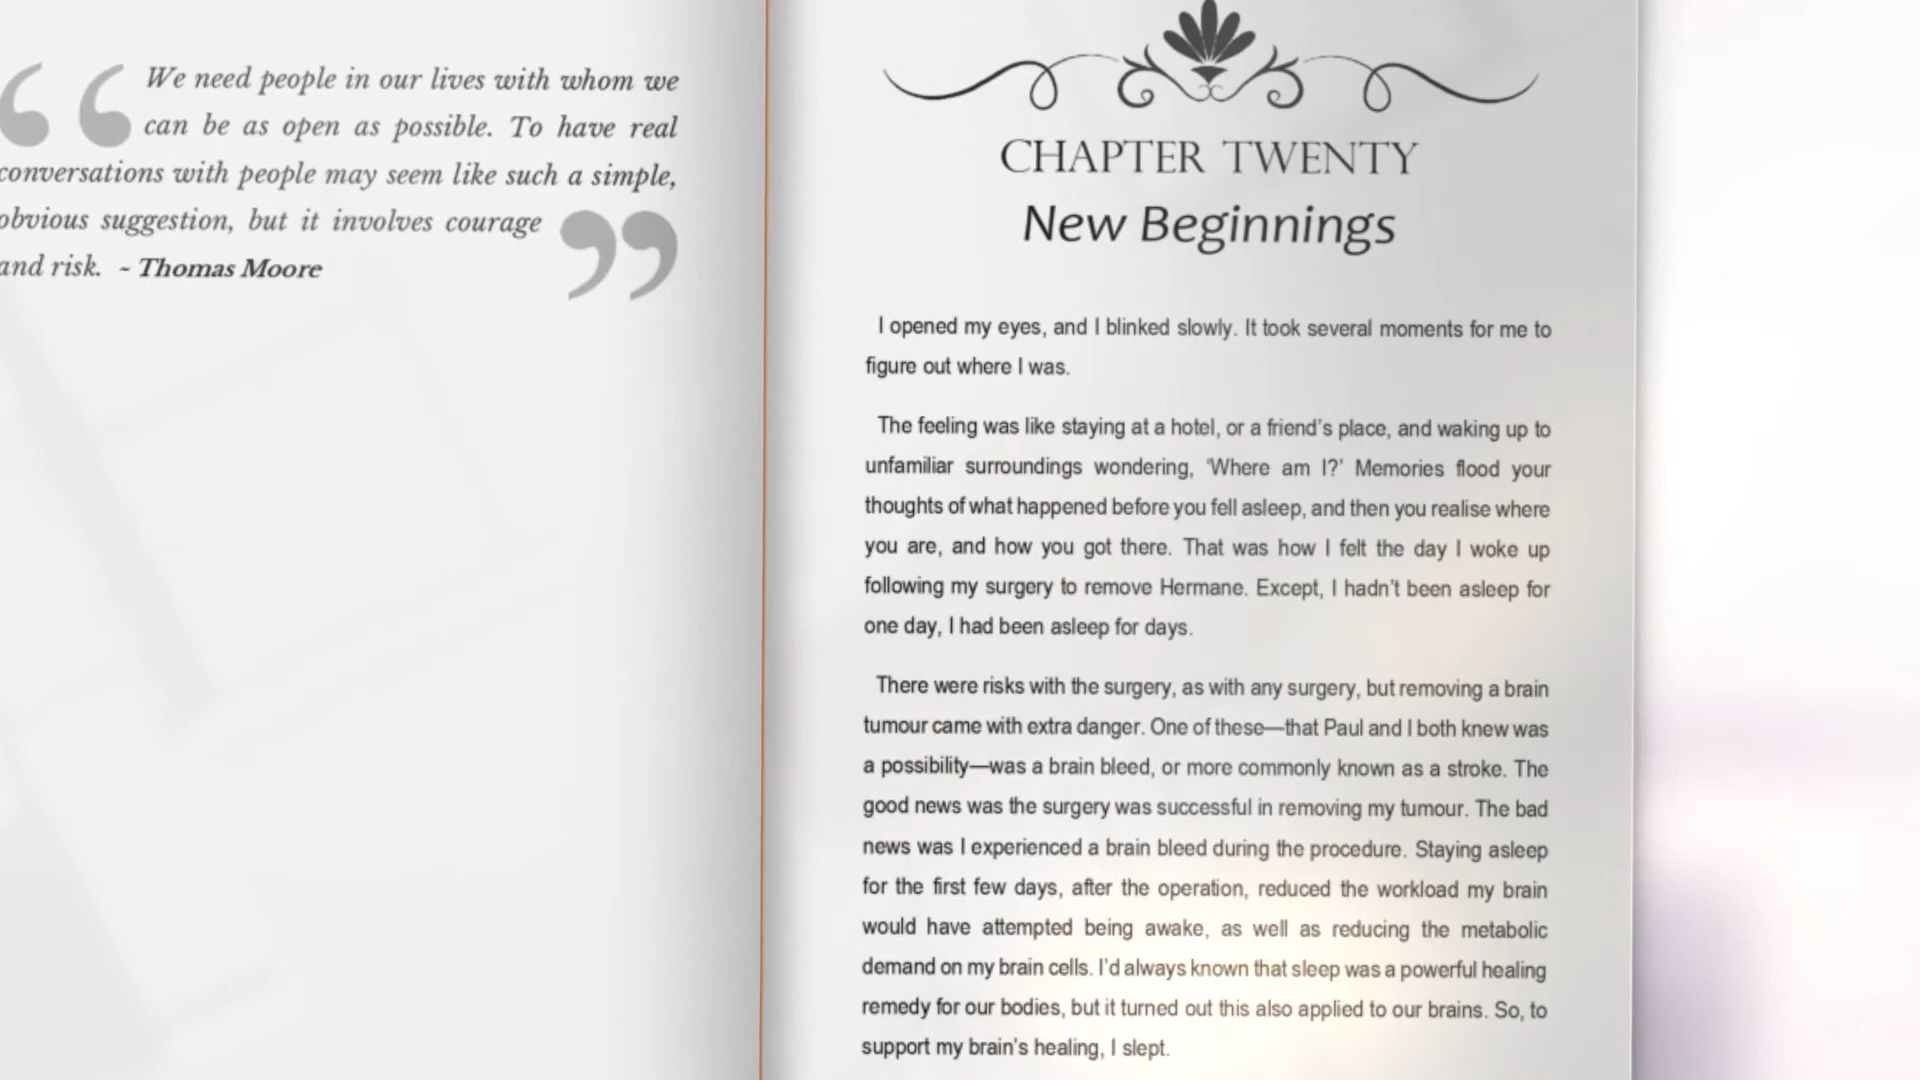 We need people in our lives with whom we
can be as open as possible. To have real
conversations with people may seem like such a simple,
obvious suggestion, but it involves courage
and risk. ~ Thomas Moore
CHAPTER TWENTY
New Beginnings
I opened my eyes, and I blinked slowly. It took several moments for me to
figure out where I was.
The feeling was like staying at a hotel, or a friend's place, and waking up to
unfamiliar surroundings wondering, 'Where am I?' Memories flood your
thoughts of what happened before you fell asleep, and then you realise where
you are, and how you got there. That was how I felt the day I woke up
following my surgery to remove Hermane. Except, I hadn't been asleep for
one day, I had been asleep for days.
There were risks with the surgery, as with any surgery, but removing a brain
tumour came with extra danger. One of these—that Paul and I both knew was
a possibility—was a brain bleed, or more commonly known as a stroke. The
good news was the surgery was successful in removing my tumour. The bad
news was I experienced a brain bleed during the procedure. Staying asleep
for the first few days, after the operation, reduced the workload my brain
would have attempted being awake, as well as reducing the metabolic
demand on my brain cells. I'd always known that sleep was a powerful healing
remedy for our bodies, but it turned out this also applied to our brains. So, to
support my brain's healing, I slept.